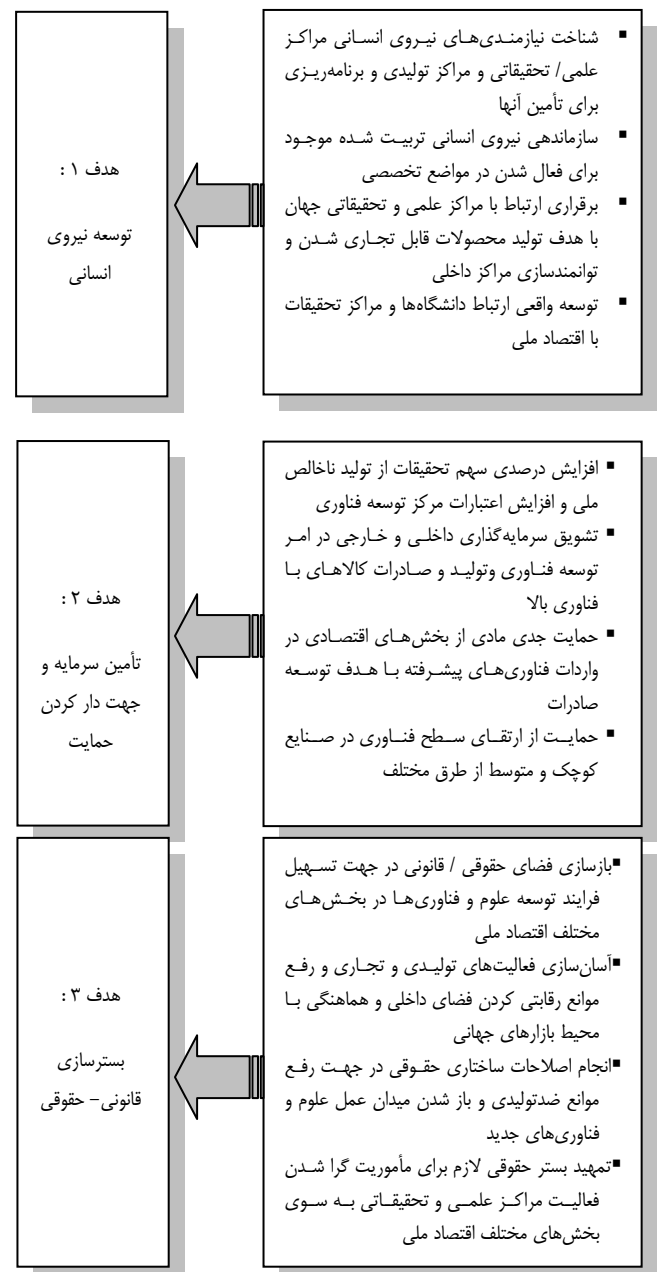 ▪ شناخت نیازمندی‌های نیروی انسانی مراکز
علمی/ تحقیقاتی و مراکز تولیدی و برنامه‌ریزی
برای تأمین آنها
▪ سازماندهی نیروی انسانی تربیت شده موجود
برای فعال شدن در مواضع تخصصی
▪ برقراری ارتباط با مراکز علمی و تحقیقاتی جهان
با هدف تولید محصولات قابل تجاری شدن و
توانمندسازی مراکز داخلی
▪ توسعه واقعی ارتباط دانشگاه‌ها و مراکز تحقیقات
با اقتصاد ملی
هدف ۱ :
توسعه نیروی
انسانی
▪ افزایش درصدی سهم تحقیقات از تولید ناخالص
ملی و افزایش اعتبارات مرکز توسعه فناوری
▪ تشویق سرمایه‌گذاری داخلی و خارجی در امر
توسعه فناوری وتولید و صادرات کالاهای با
فناوری بالا
▪ حمایت جدی مادی از بخش‌های اقتصادی در
واردات فناوری‌های پیشرفته با هدف توسعه
صادرات
▪ حمایت از ارتقای سطح فناوری در صنایع
کوچک و متوسط از طرق مختلف
هدف ۲ :
تأمین سرمایه و
جهت دار کردن
حمایت
▪بازسازی فضای حقوقی / قانونی در جهت تسهیل
فرایند توسعه علوم و فناوری‌ها در بخش‌های
مختلف اقتصاد ملی
▪آسان‌سازی فعالیت‌های تولیدی و تجاری و رفع
موانع رقابتی کردن فضای داخلی و هماهنگی با
محیط بازارهای جهانی
▪انجام اصلاحات ساختاری حقوقی در جهت رفع
موانع ضدتولیدی و باز شدن میدان عمل علوم و
فناوری‌های جدید
▪تمهید بستر حقوقی لازم برای مأموریت گرا شدن
فعالیت مراکز علمی و تحقیقاتی به سوی
بخش‌های مختلف اقتصاد ملی
هدف ۳ :
بسترسازی
قانونی- حقوقی